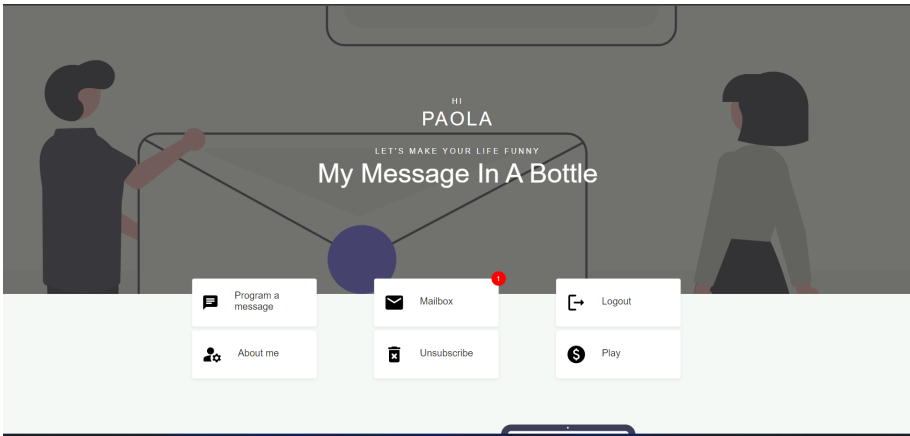 HI
PAOLA
LET'S MAKE YOUR LIFE FUNNY
My Message In A Bottle
1
Program a
message
Mailbox
Logout
About me
Unsubscribe
Play